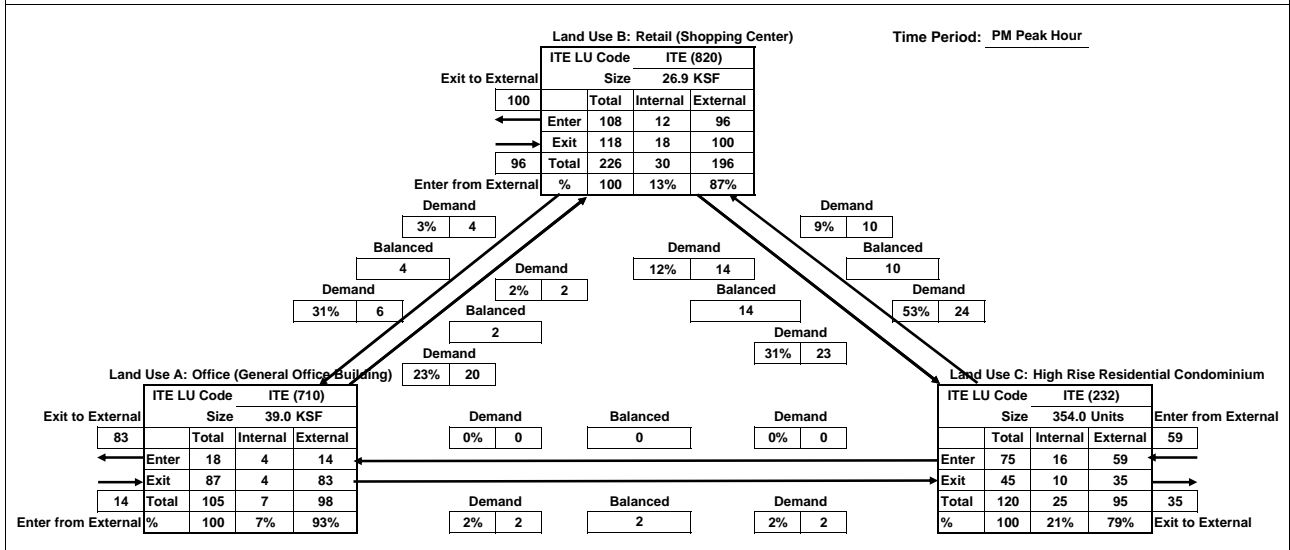 Land Use B: Retail (Shopping Center)
Time Period: PM Peak Hour
ITE LU Code ITE (820)
Exit to External Size 26.9 KSF
100 Total Internal External
Enter 108 12 96
Exit 118 18 100
96 Total 226 30 196
Enter from External % 100 13% 87%
Demand Demand
3% 4 9% 10
Balanced Demand Balanced
4 12% 14 10
Demand Demand Balanced Demand
31% 6 2% 2 14 53% 24
Balanced
2 Demand
Demand 31% 23
Land Use A: Office (General Office Building) 23% 20 Land Use C: High Rise Residential Condominium
ITE LU Code ITE (710) ITE LU Code ITE (232)
Exit to External Size 39.0 KSF Demand Balanced Demand Size 354.0 Units Enter from External
83 Total Internal External 0% 0 0 0% 0 Total Internal External 59
Enter 18 4 14 Enter 75 16 59
Exit 87 4 83 Exit 45 10 35
14 Total 105 7 98 Demand Balanced Demand Total 120 25 95 35
Enter from External % 100 7% 93% 2% 2 2 2% 2 % 100 21% 79% Exit to External